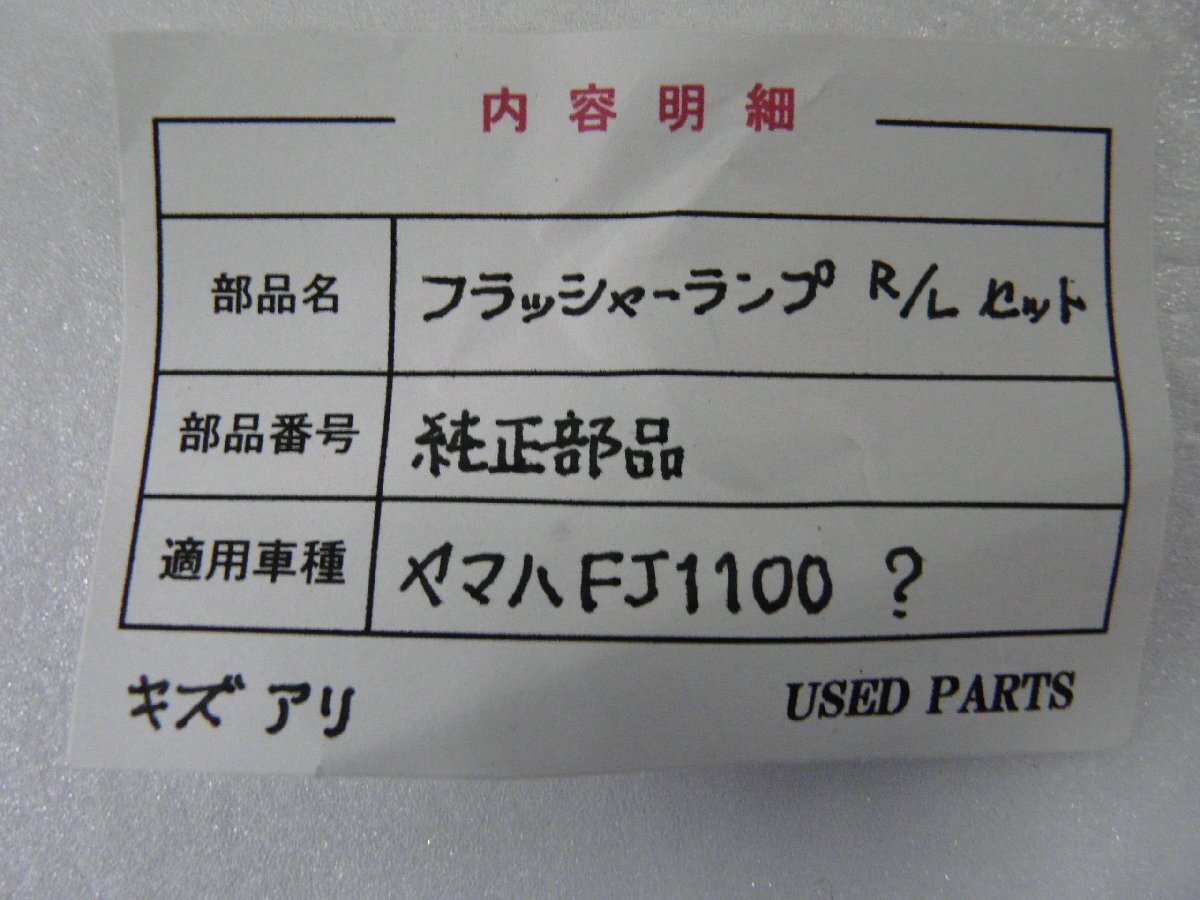 内容明細
部品名 フラッシャーランプ R/L セット
部品番号 純正部品
適用車種 ヤマハFJ1100 ?
キズ アリ USED PARTS